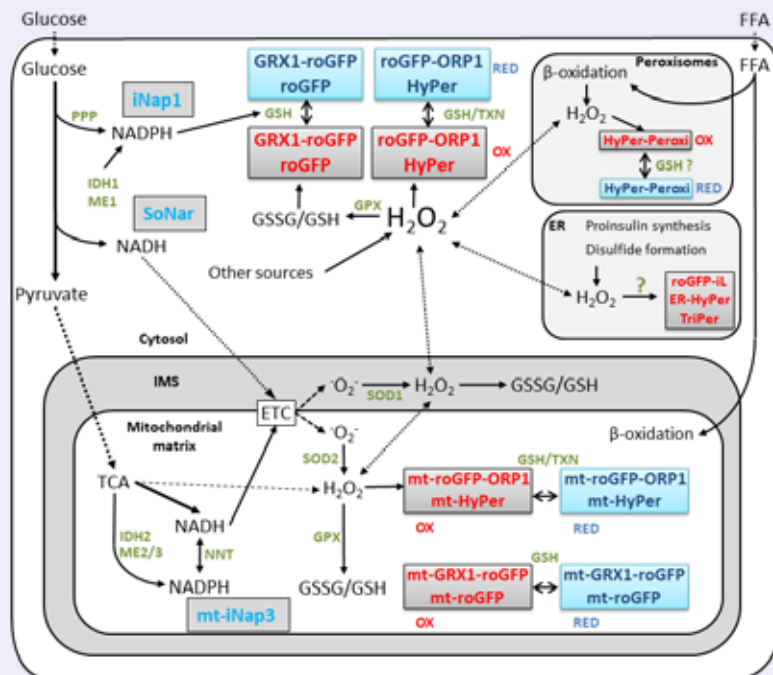 Glucose
FFA
Glucose
FFA
GRX1-roGFP
roGFP
roGFP-ORP1
HyPer
RED
Peroxisomes
β-oxidation
iNap1
PPP
NADPH
GSH
GSH/TXN
H₂O₂
HyPer-Peroxi
OX
GSH ?
HyPer-Peroxi
RED
GRX1-roGFP
roGFP
roGFP-ORP1
HyPer
OX
IDH1
ME1
SoNar
GSSG/GSH
GPX
H₂O₂
NADH
Other sources
ER
Proinsulin synthesis
Disulfide formation
H₂O₂
?
roGFP-iL
ER-HyPer
TriPer
Pyruvate
Cytosol
IMS
·O₂⁻
SOD1
H₂O₂
GSSG/GSH
ETC
Mitochondrial
matrix
·O₂⁻
β-oxidation
SOD2
GSH/TXN
TCA
H₂O₂
mt-roGFP-ORP1
mt-HyPer
mt-roGFP-ORP1
mt-HyPer
OX
RED
NADH
IDH2
ME2/3
NNT
GPX
GSH
NADPH
GSSG/GSH
mt-GRX1-roGFP
mt-roGFP
mt-GRX1-roGFP
mt-roGFP
mt-iNap3
OX
RED